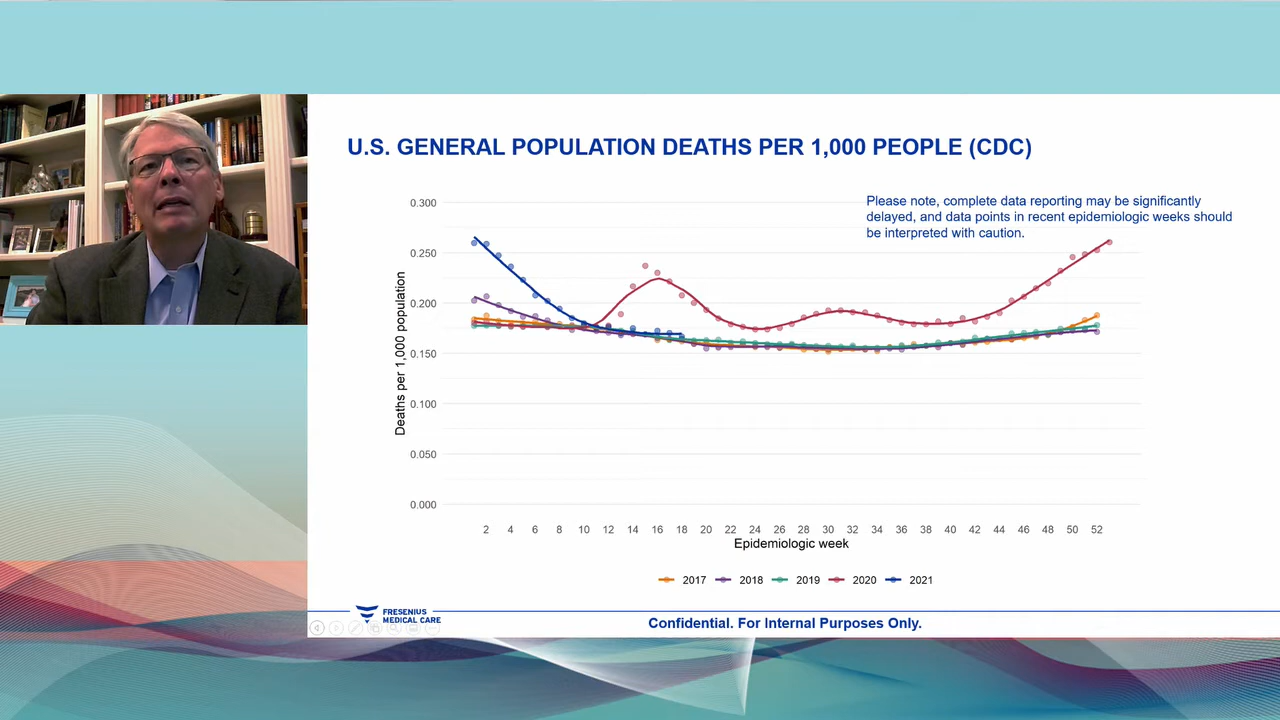 U.S. GENERAL POPULATION DEATHS PER 1,000 PEOPLE (CDC)
Please note, complete data reporting may be significantly
delayed, and data points in recent epidemiologic weeks should
be interpreted with caution.
Deaths per 1,000 population
0.300
0.250
0.200
0.150
0.100
0.050
0.000
2 4 6 8 10 12 14 16 18 20 22 24 26 28 30 32 34 36 38 40 42 44 46 48 50 52
Epidemiologic week
2017 2018 2019 2020 2021
FRESENIUS
MEDICAL CARE
Confidential. For Internal Purposes Only.